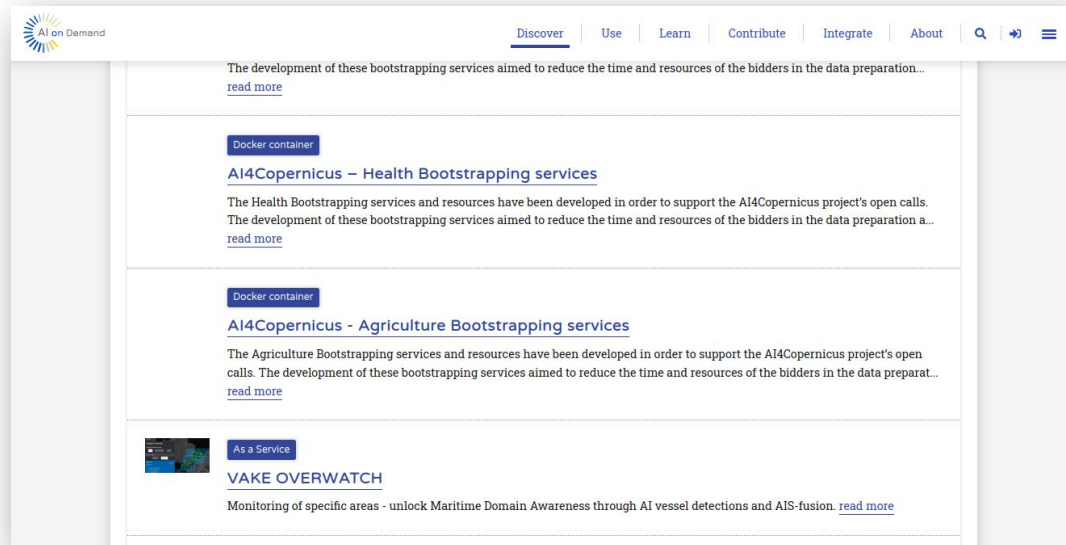 AI on Demand
Discover
Use
Learn
Contribute
Integrate
About
The development of these bootstrapping services aimed to reduce the time and resources of the bidders in the data preparation...
read more
Docker container
AI4Copernicus – Health Bootstrapping services
The Health Bootstrapping services and resources have been developed in order to support the AI4Copernicus project's open calls.
The development of these bootstrapping services aimed to reduce the time and resources of the bidders in the data preparation a...
read more
Docker container
AI4Copernicus - Agriculture Bootstrapping services
The Agriculture Bootstrapping services and resources have been developed in order to support the AI4Copernicus project's open
calls. The development of these bootstrapping services aimed to reduce the time and resources of the bidders in the data preparat...
read more
As a Service
VAKE OVERWATCH
Monitoring of specific areas - unlock Maritime Domain Awareness through AI vessel detections and AIS-fusion. read more